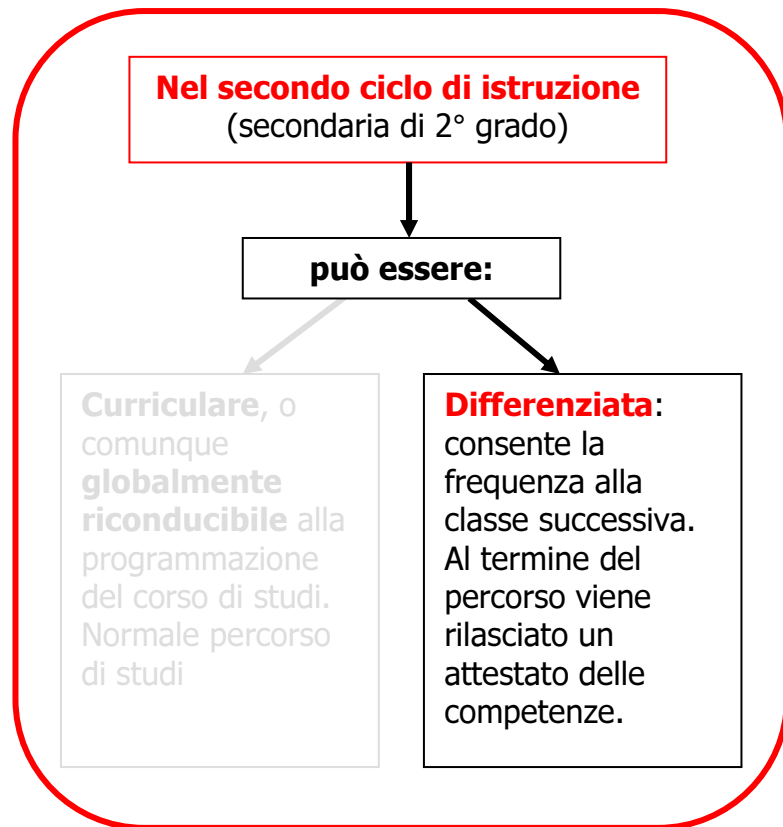 Nel secondo ciclo di istruzione
(secondaria di 2° grado)
può essere:
Curriculare, o
comunque
globalmente
riconducibile alla
programmazione
del corso di studi.
Normale percorso
di studi
Differenziata:
consente la
frequenza alla
classe successiva.
Al termine del
percorso viene
rilasciato un
attestato delle
competenze.